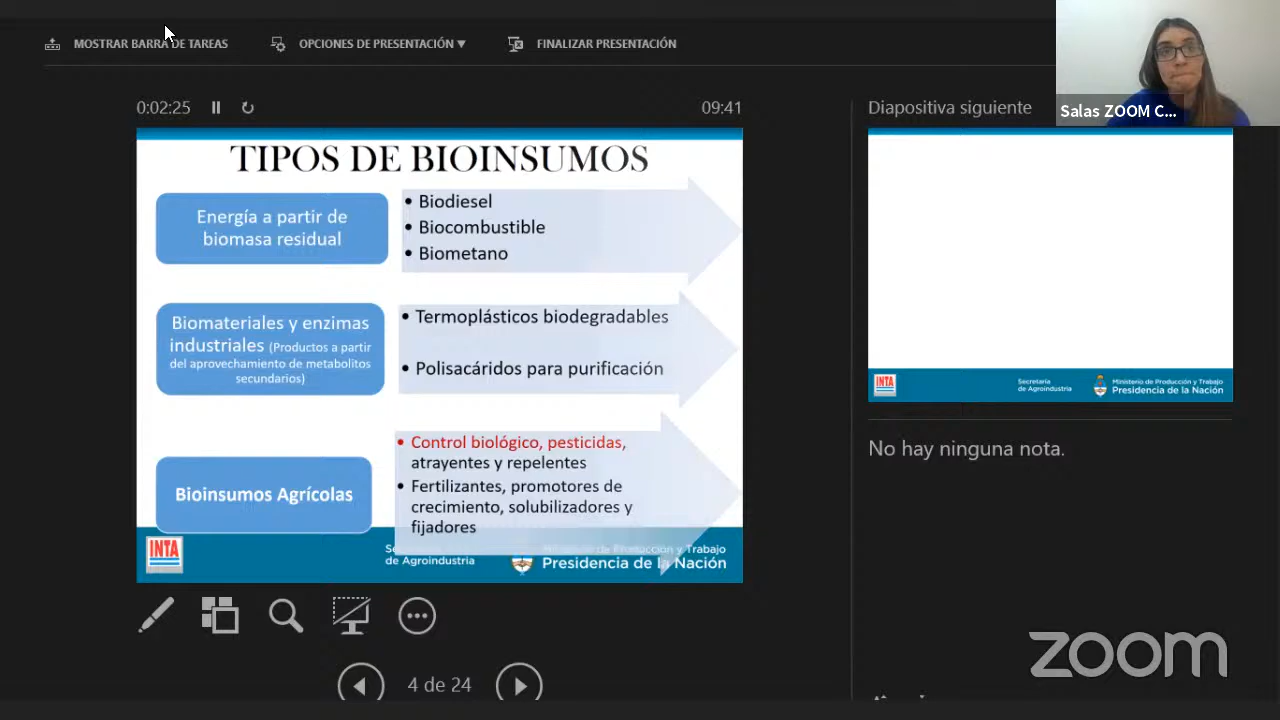 MOSTRAR BARRA DE TAREAS
OPCIONES DE PRESENTACIÓN
FINALIZAR PRESENTACIÓN
Salas ZOOM C...
0:02:25
09:41
TIPOS DE BIOINSUMOS
Energía a partir de
biomasa residual
• Biodiesel
• Biocombustible
• Biometano
Biomateriales y enzimas
industriales (Productos a partir
del aprovechamiento de metabolitos
secundarios)
• Termoplásticos biodegradables
• Polisacáridos para purificación
Bioinsumos Agrícolas
• Control biológico, pesticidas,
atrayentes y repelentes
• Fertilizantes, promotores de
crecimiento, solubilizadores y
fijadores
INTA
Secretaría
de Agroindustria
Ministerio de Producción y Trabajo
Presidencia de la Nación
4 de 24
Diapositiva siguiente
INTA
Secretaría
de Agroindustria
Ministerio de Producción y Trabajo
Presidencia de la Nación
No hay ninguna nota.
zoom